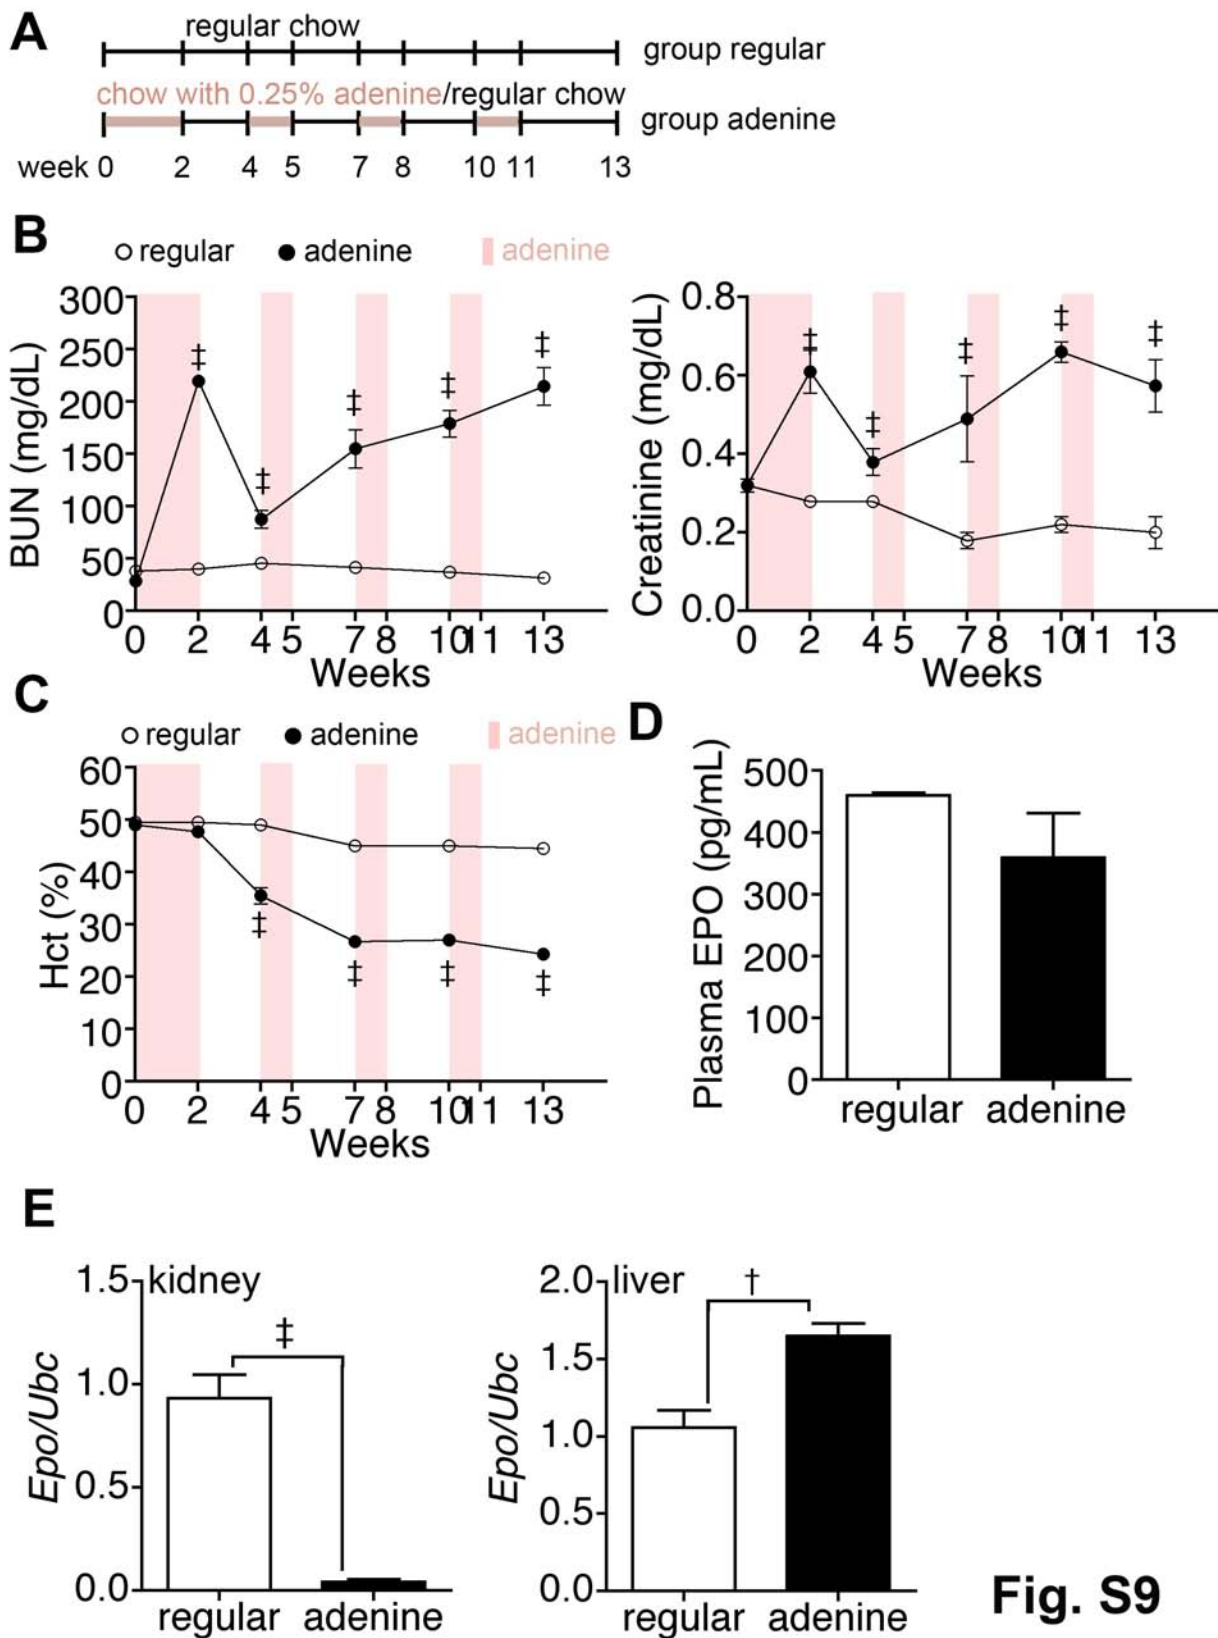 A
regular chow
group regular
chow with 0.25% adenine/regular chow
group adenine
week 0 2 4 5 7 8 10 11 13
B
regular adenine adenine
BUN (mg/dL)
300
250
200
150
100
50
0
‡ ‡ ‡ ‡ ‡
0 2 4 5 7 8 10 11 13
Weeks
Creatinine (mg/dL)
0.8
0.6
0.4
0.2
0.0
‡ ‡ ‡ ‡ ‡
0 2 4 5 7 8 10 11 13
Weeks
C
regular adenine adenine
Hct (%)
60
50
40
30
20
10
0
‡ ‡ ‡ ‡
0 2 4 5 7 8 10 11 13
Weeks
D
Plasma EPO (pg/mL)
500
400
300
200
100
0
regular adenine
E
kidney
Epo/Ubc
1.5
1.0
0.5
0.0
‡
regular adenine
liver
Epo/Ubc
2.0
1.5
1.0
0.5
0.0
†
regular adenine
Fig. S9